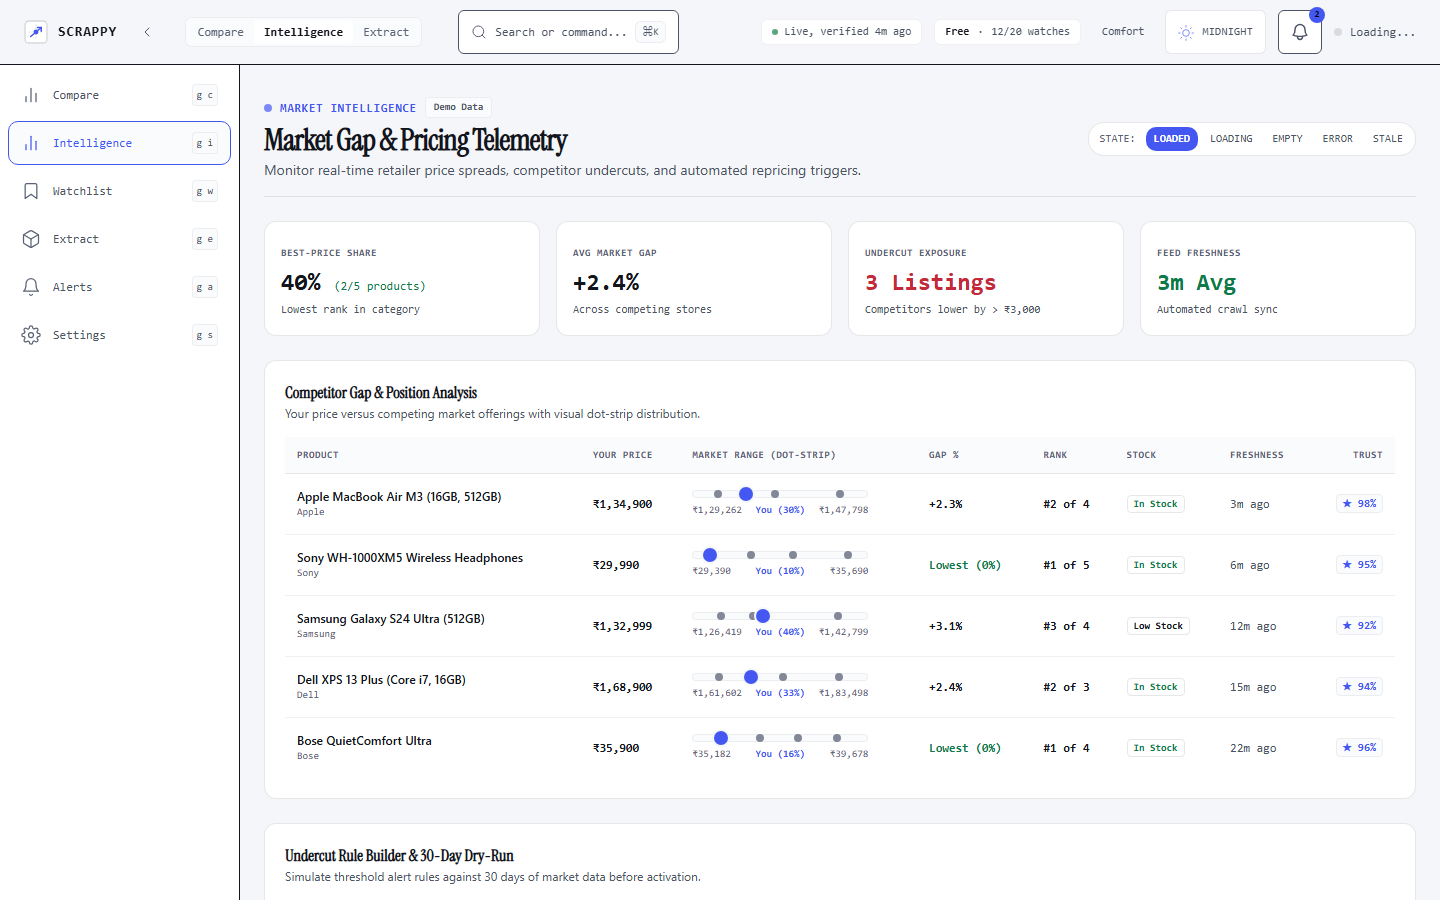 SCRAPPY
Compare Intelligence Extract
Search or command... ⌘K
Live, verified 4m ago
Free · 12/20 watches
Comfort
MIDNIGHT
2
Loading...
Compare g c
Intelligence g i
Watchlist g w
Extract g e
Alerts g a
Settings g s
MARKET INTELLIGENCE Demo Data
Market Gap & Pricing Telemetry
Monitor real-time retailer price spreads, competitor undercuts, and automated repricing triggers.
STATE: LOADED LOADING EMPTY ERROR STALE
BEST-PRICE SHARE
40% (2/5 products)
Lowest rank in category
AVG MARKET GAP
+2.4%
Across competing stores
UNDERCUT EXPOSURE
3 Listings
Competitors lower by > ₹3,000
FEED FRESHNESS
3m Avg
Automated crawl sync
Competitor Gap & Position Analysis
Your price versus competing market offerings with visual dot-strip distribution.
PRODUCT YOUR PRICE MARKET RANGE (DOT-STRIP) GAP % RANK STOCK FRESHNESS TRUST
Apple MacBook Air M3 (16GB, 512GB)
Apple
₹1,34,900
₹1,29,262 You (30%) ₹1,47,798
+2.3% #2 of 4 In Stock 3m ago ★ 98%
Sony WH-1000XM5 Wireless Headphones
Sony
₹29,990
₹29,390 You (10%) ₹35,690
Lowest (0%) #1 of 5 In Stock 6m ago ★ 95%
Samsung Galaxy S24 Ultra (512GB)
Samsung
₹1,32,999
₹1,26,419 You (40%) ₹1,42,799
+3.1% #3 of 4 Low Stock 12m ago ★ 92%
Dell XPS 13 Plus (Core i7, 16GB)
Dell
₹1,68,900
₹1,61,602 You (33%) ₹1,83,498
+2.4% #2 of 3 In Stock 15m ago ★ 94%
Bose QuietComfort Ultra
Bose
₹35,900
₹35,182 You (16%) ₹39,678
Lowest (0%) #1 of 4 In Stock 22m ago ★ 96%
Undercut Rule Builder & 30-Day Dry-Run
Simulate threshold alert rules against 30 days of market data before activation.